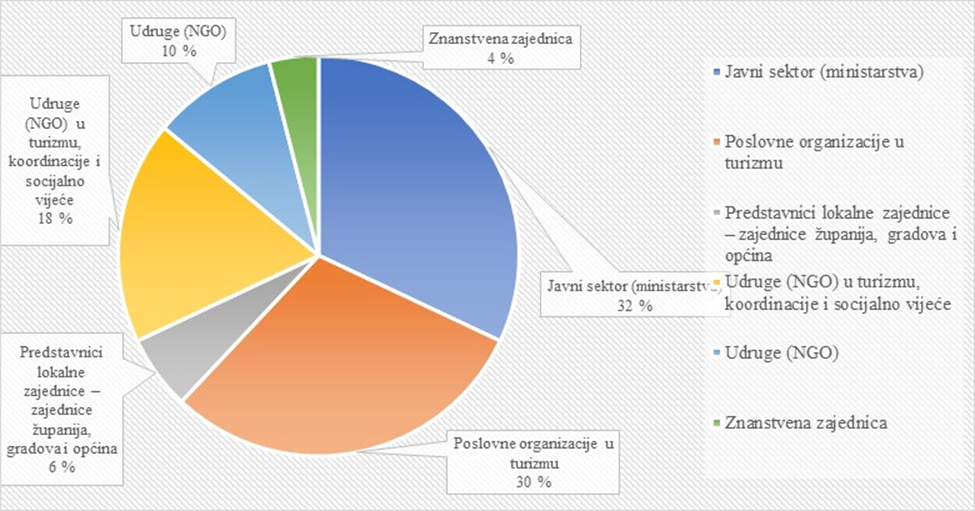 Udruge (NGO)
10 %
Znanstvena zajednica
4 %
Udruge
(NGO) u
turizmu,
koordinacije i
socijalno
vijeće
18 %
Javni sektor (ministarstva)
32 %
Predstavnici
lokalne
zajednice –
zajednice
županija,
gradova i općina
6 %
Poslovne organizacije u
turizmu
30 %
Javni sektor (ministarstva)
Poslovne organizacije u
turizmu
Predstavnici lokalne zajednice
– zajednice županija, gradova i
općina
Udruge (NGO) u turizmu,
koordinacije i socijalno vijeće
Udruge (NGO)
Znanstvena zajednica